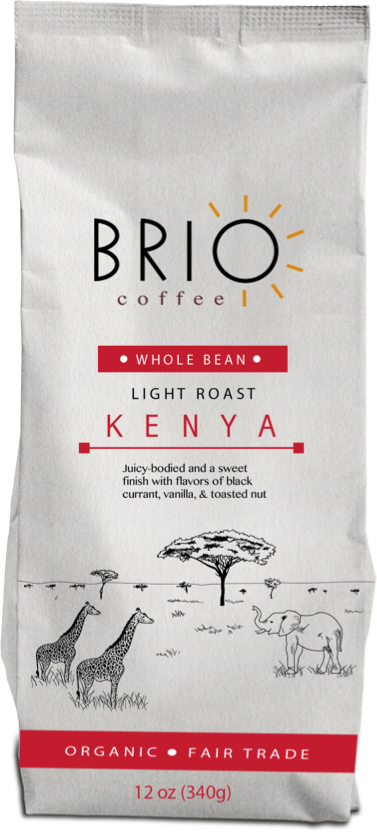 BRIO
coffee
• WHOLE BEAN •
LIGHT ROAST
KENYA
Juicy-bodied and a sweet
finish with flavors of black
currant, vanilla, & toasted nut
ORGANIC • FAIR TRADE
12 oz (340g)